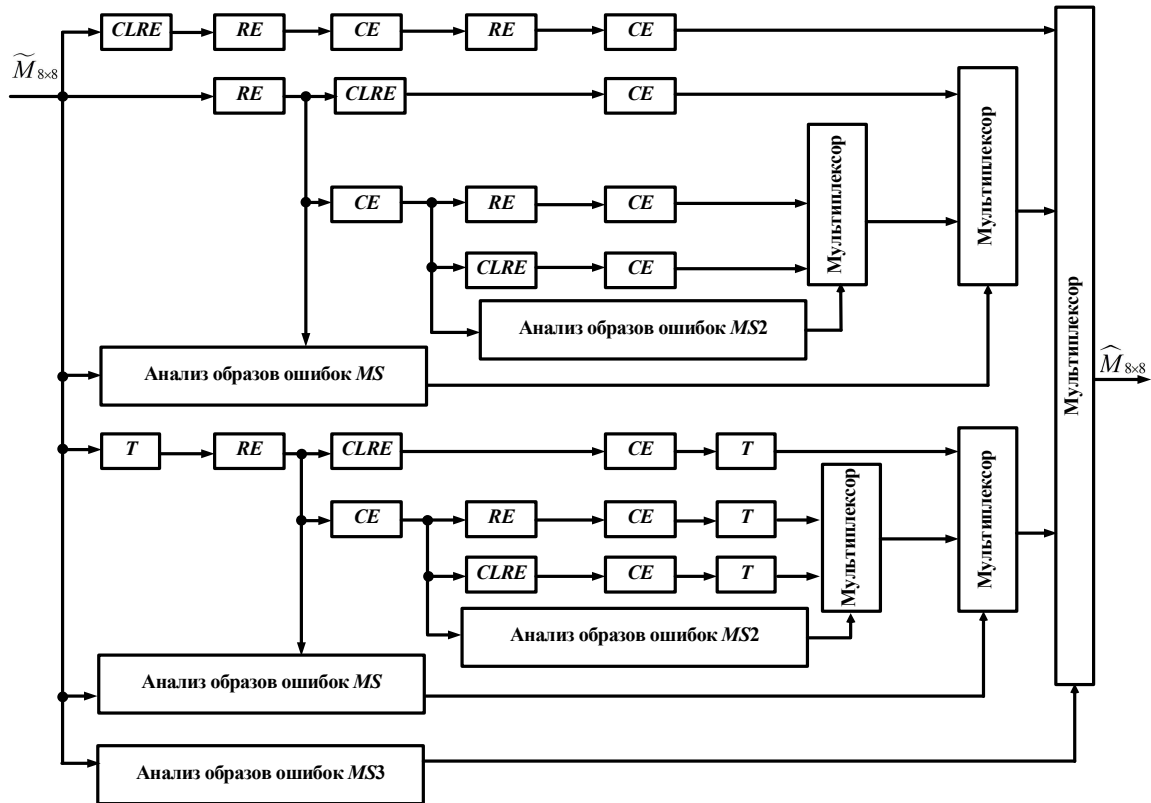 CLRE RE CE RE CE
M̃ 8×8
RE CLRE CE
CE RE CE
CLRE CE
Анализ образов ошибок MS2
Мультиплексор
Мультиплексор
Анализ образов ошибок MS
Мультиплексор
M̂ 8×8
T RE CLRE CE T
CE RE CE T
CLRE CE T
Мультиплексор
Мультиплексор
Анализ образов ошибок MS2
Анализ образов ошибок MS
Анализ образов ошибок MS3